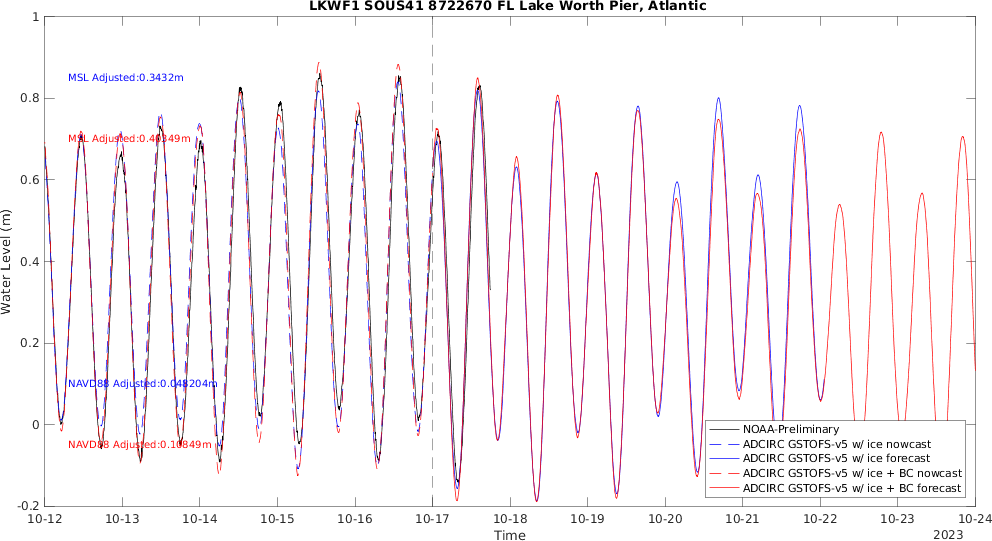 LKWF1 SOUS41 8722670 FL Lake Worth Pier, Atlantic
1
0.8
0.6
0.4
0.2
0
-0.2
Water Level (m)
MSL Adjusted:0.3432m
MSL Adjusted:0.40349m
NAVD88 Adjusted:0.048204m
NAVD88 Adjusted:0.10849m
NOAA-Preliminary
ADCIRC GSTOFS-v5 w/ ice nowcast
ADCIRC GSTOFS-v5 w/ ice forecast
ADCIRC GSTOFS-v5 w/ ice + BC nowcast
ADCIRC GSTOFS-v5 w/ ice + BC forecast
10-12 10-13 10-14 10-15 10-16 10-17 10-18 10-19 10-20 10-21 10-22 10-23 10-24
Time
2023